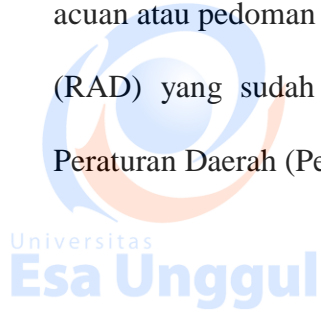 acuan atau pedoman
(RAD) yang sudah
Peraturan Daerah (Pe
Universitas
Esa Unggul